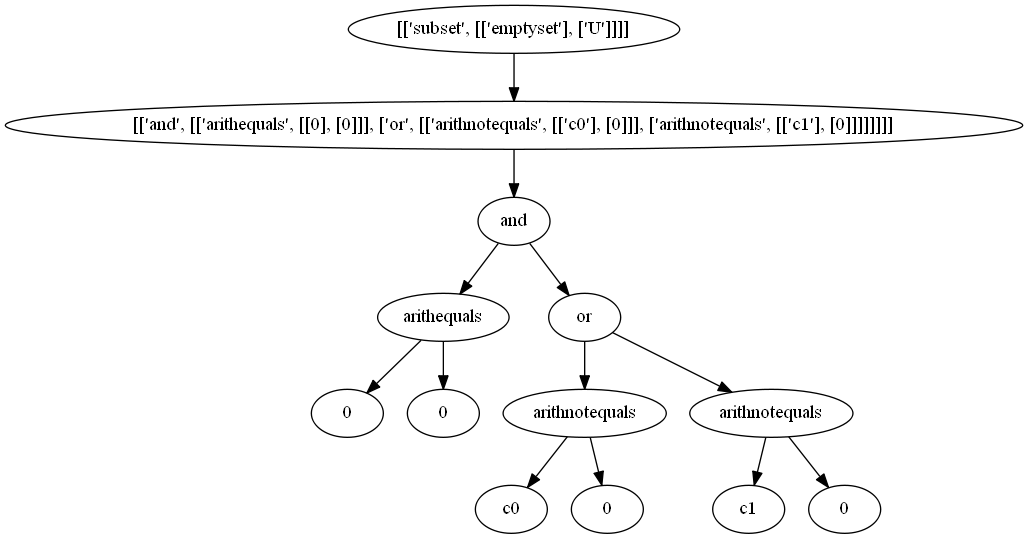 [['subset', [['emptyset'], ['U']]]]
[['and', [['arithequals', [[0], [0]]], ['or', [['arithnotequals', [['c0'], [0]]], ['arithnotequals', [['c1'], [0]]]]]]]]
and
arithequals
or
0
0
arithnotequals
arithnotequals
c0
0
c1
0